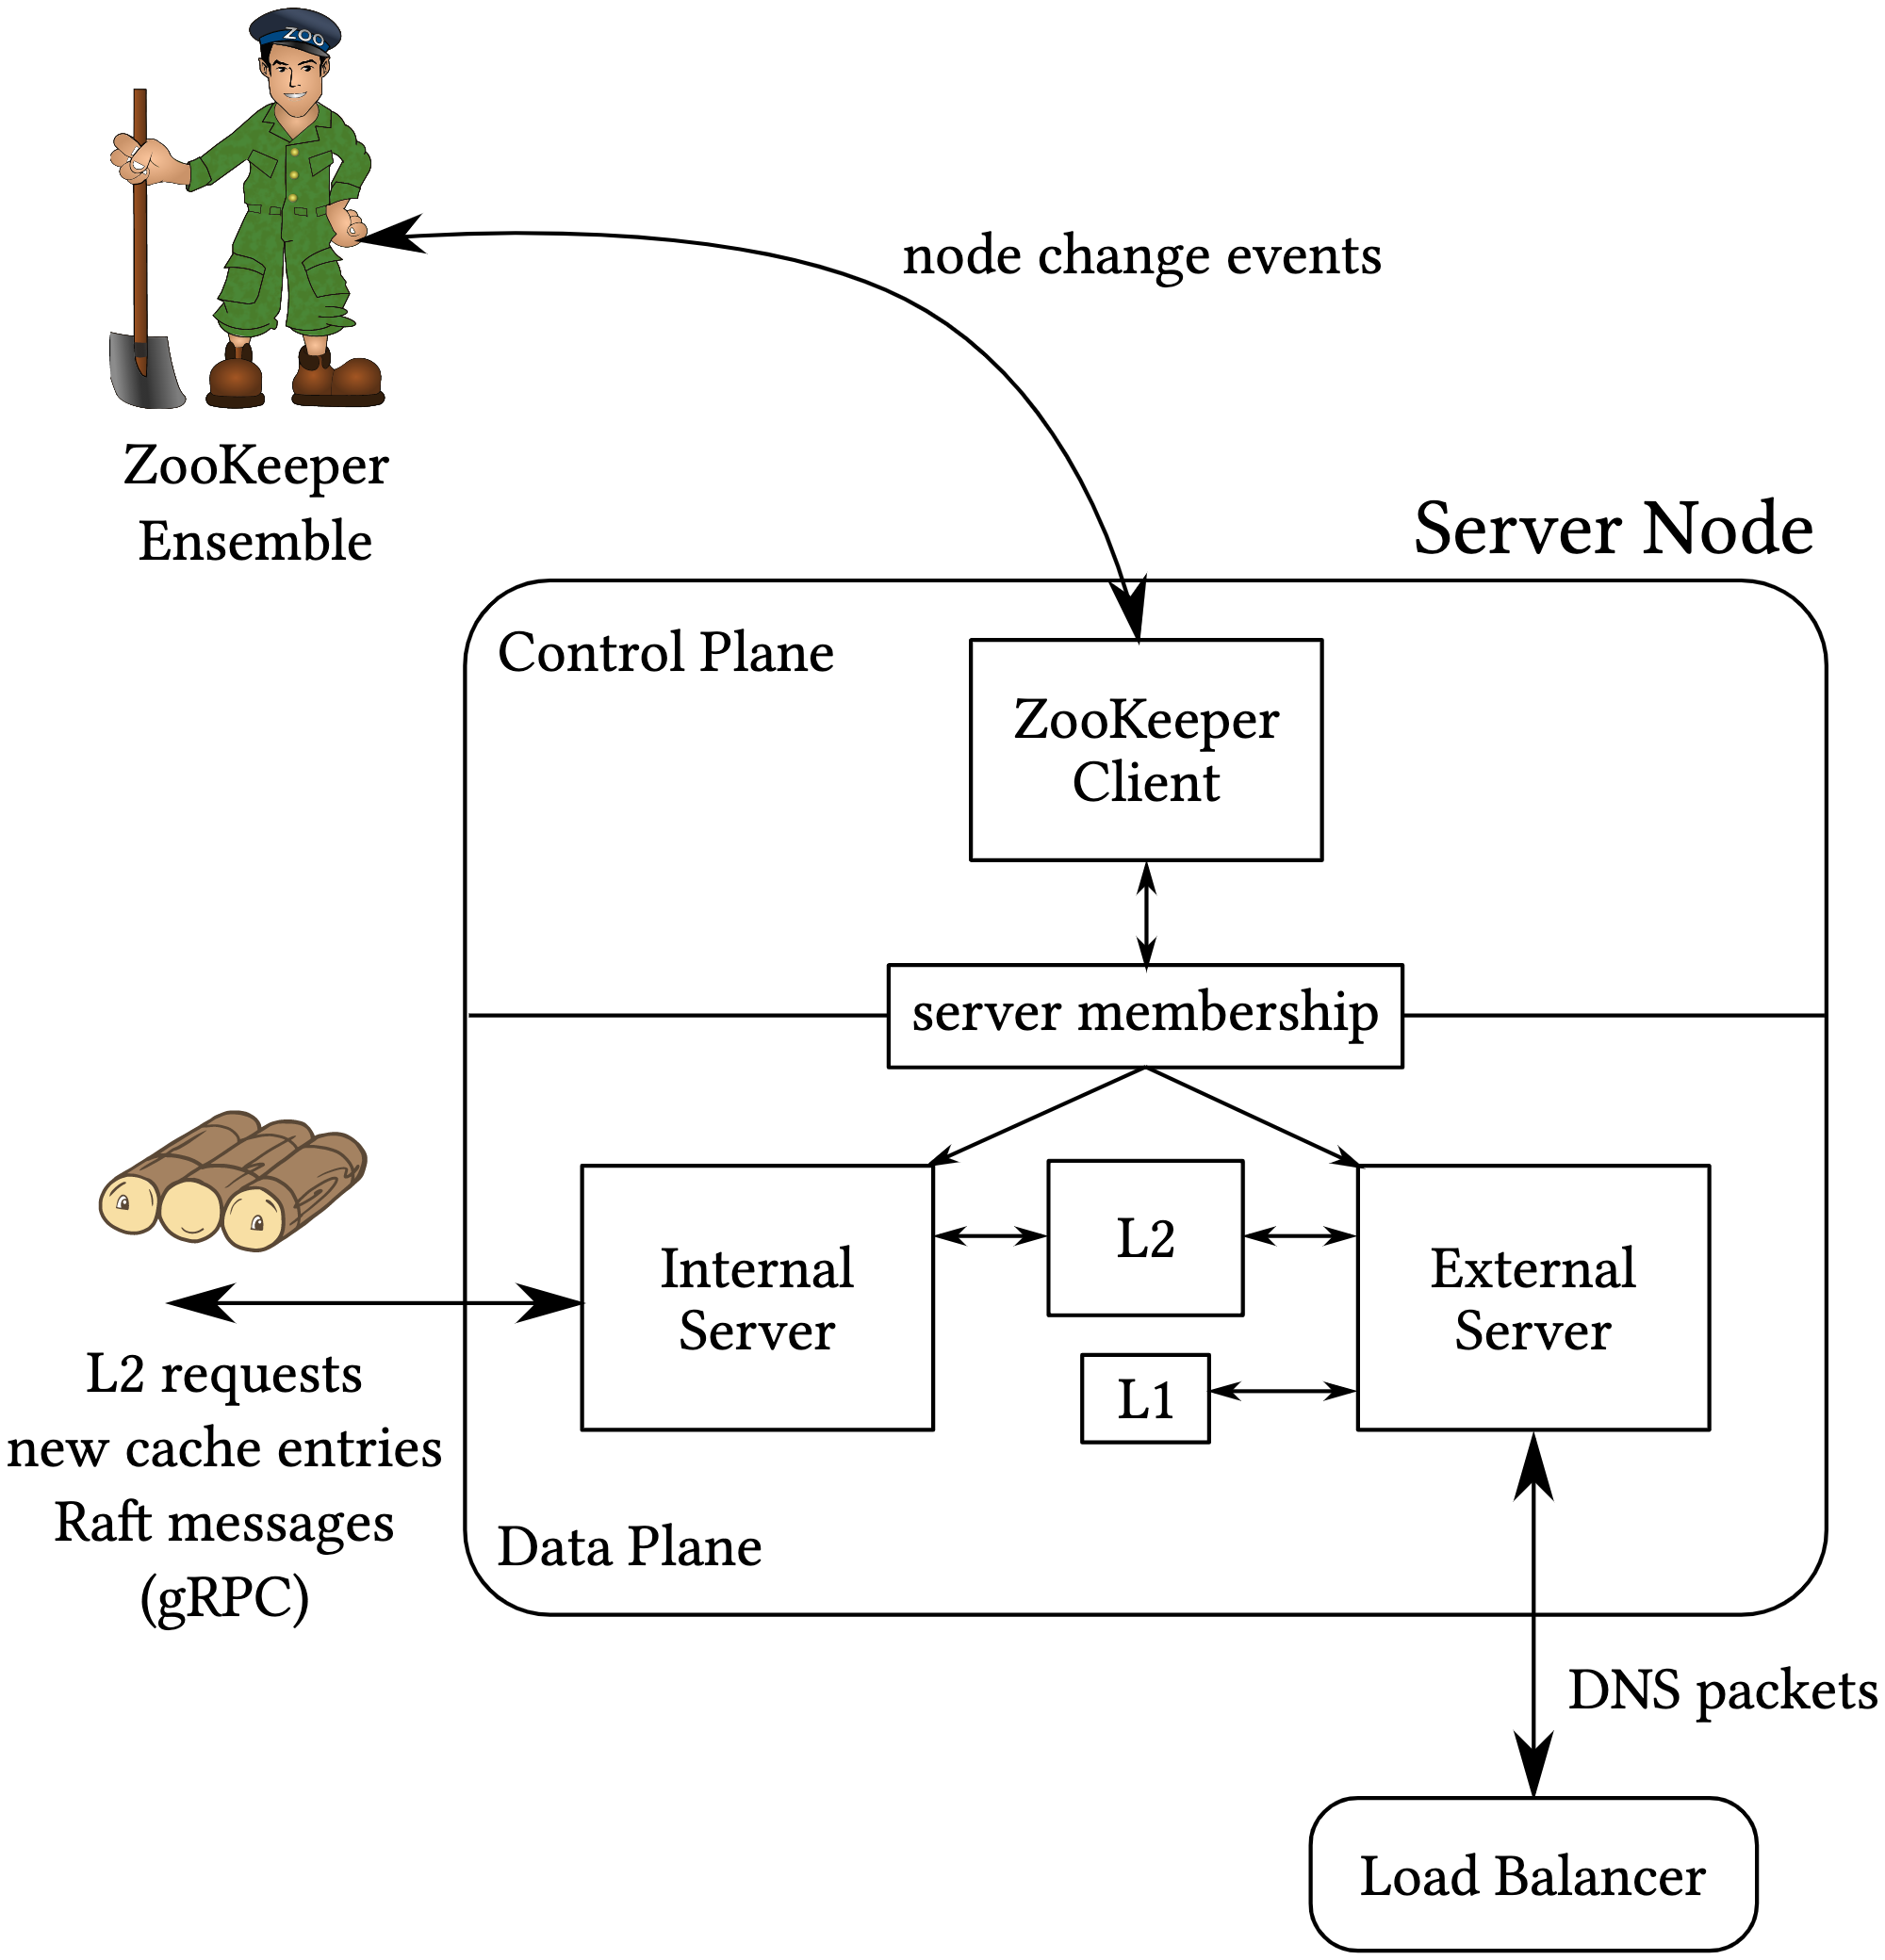 ZOO
node change events
ZooKeeper
Ensemble
Server Node
Control Plane
ZooKeeper
Client
server membership
Internal
Server
L2
External
Server
L1
L2 requests
new cache entries
Raft messages
(gRPC)
Data Plane
DNS packets
Load Balancer